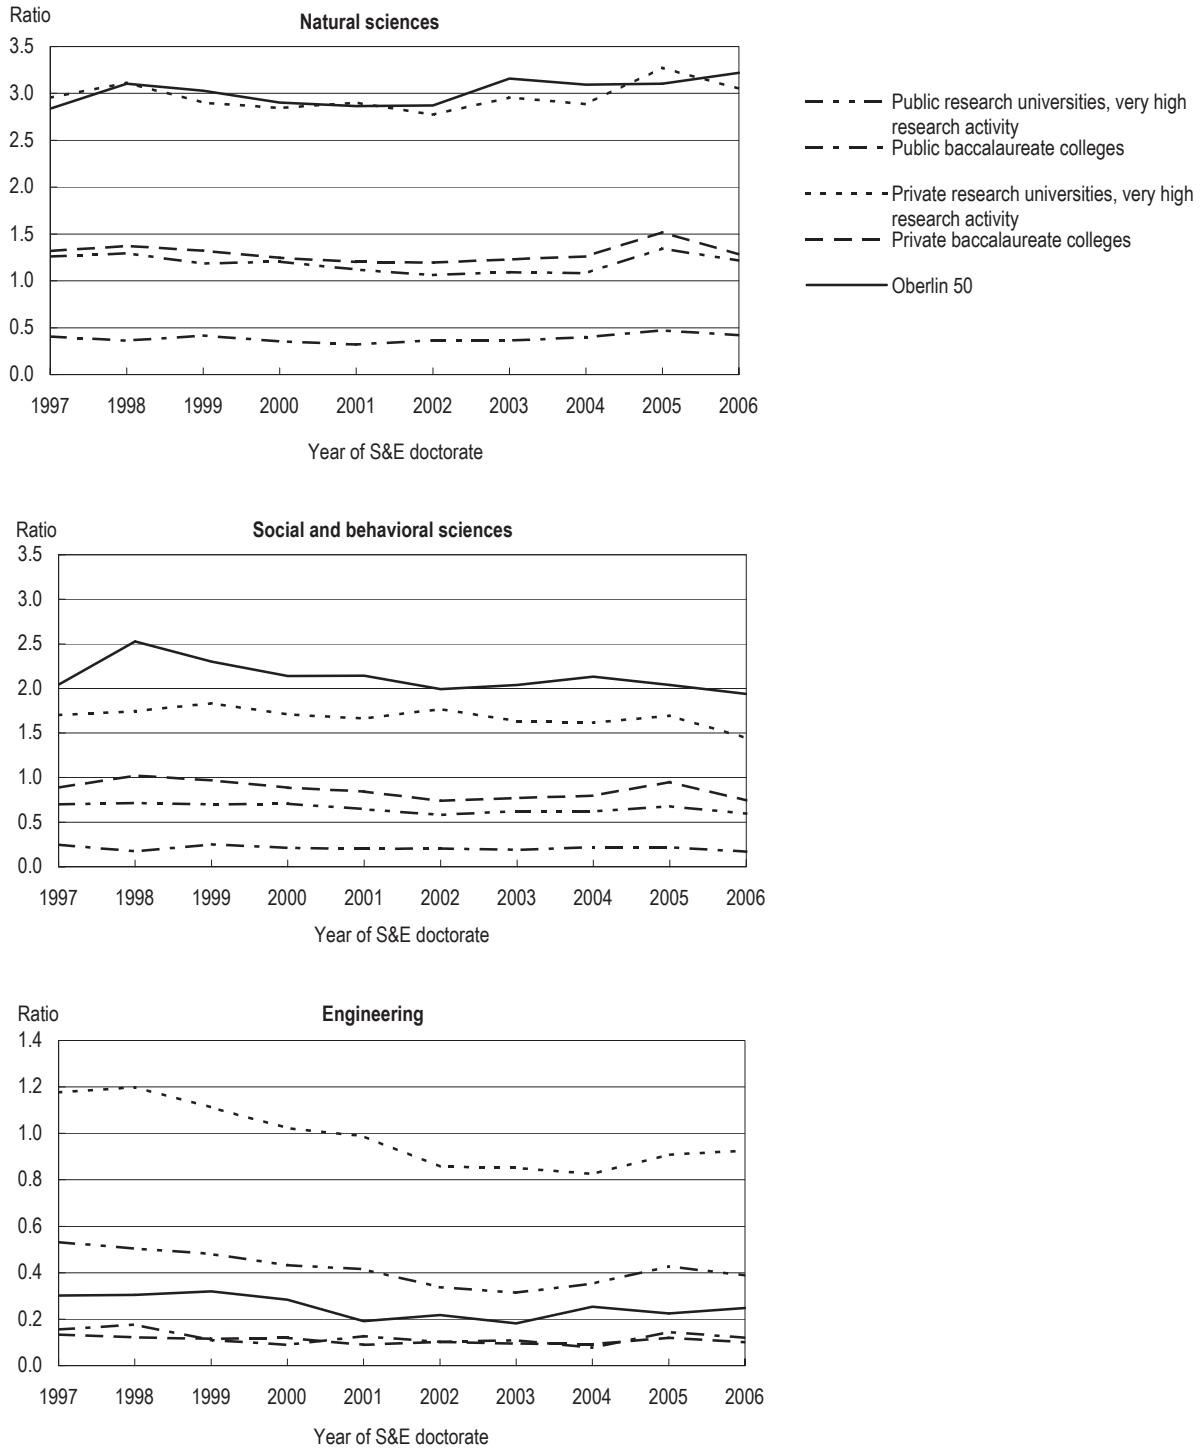 Ratio
Natural sciences
3.5
3.0
2.5
2.0
1.5
1.0
0.5
0.0
1997 1998 1999 2000 2001 2002 2003 2004 2005 2006
Year of S&E doctorate
Public research universities, very high
research activity
Public baccalaureate colleges
Private research universities, very high
research activity
Private baccalaureate colleges
Oberlin 50
Ratio
Social and behavioral sciences
3.5
3.0
2.5
2.0
1.5
1.0
0.5
0.0
1997 1998 1999 2000 2001 2002 2003 2004 2005 2006
Year of S&E doctorate
Ratio
Engineering
1.4
1.2
1.0
0.8
0.6
0.4
0.2
0.0
1997 1998 1999 2000 2001 2002 2003 2004 2005 2006
Year of S&E doctorate